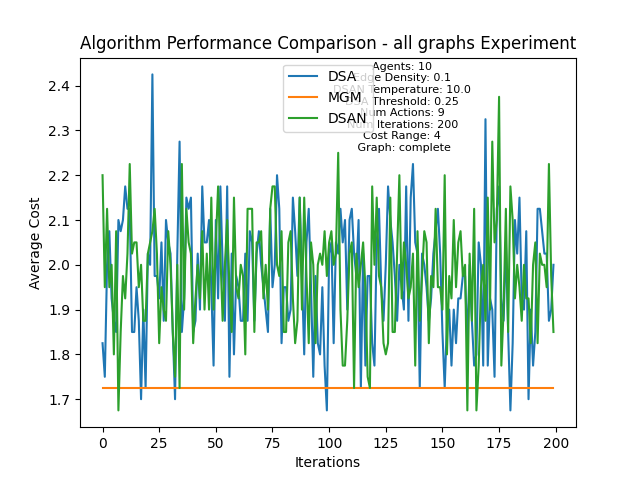 Algorithm Performance Comparison - all graphs Experiment
Agents: 10
Edge Density: 0.1
DSAN Temperature: 10.0
DSA Threshold: 0.25
Num Actions: 9
Num Iterations: 200
Cost Range: 4
Graph: complete
DSA
MGM
DSAN
Average Cost
2.4
2.3
2.2
2.1
2.0
1.9
1.8
1.7
0
25
50
75
100
125
150
175
200
Iterations